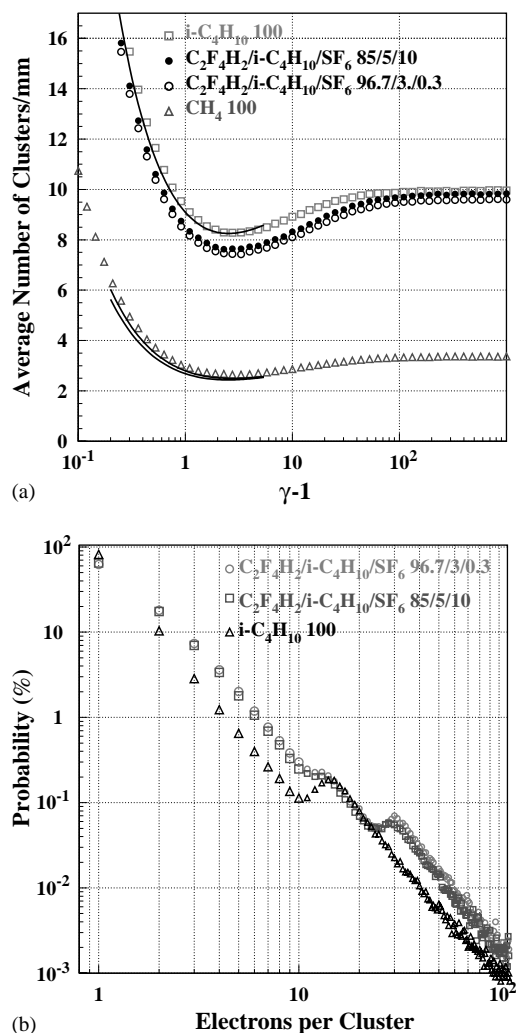 16
14
12
10
8
6
4
2
0
Average Number of Clusters/mm
i-C₄H₁₀ 100
C₂F₄H₂/i-C₄H₁₀/SF₆ 85/5/10
C₂F₄H₂/i-C₄H₁₀/SF₆ 96.7/3./0.3
CH₄ 100
10⁻¹ 1 10 10²
γ-1
(a)
10²
10
1
10⁻¹
10⁻²
10⁻³
Probability (%)
C₂F₄H₂/i-C₄H₁₀/SF₆ 96.7/3/0.3
C₂F₄H₂/i-C₄H₁₀/SF₆ 85/5/10
i-C₄H₁₀ 100
1 10 10²
Electrons per Cluster
(b)